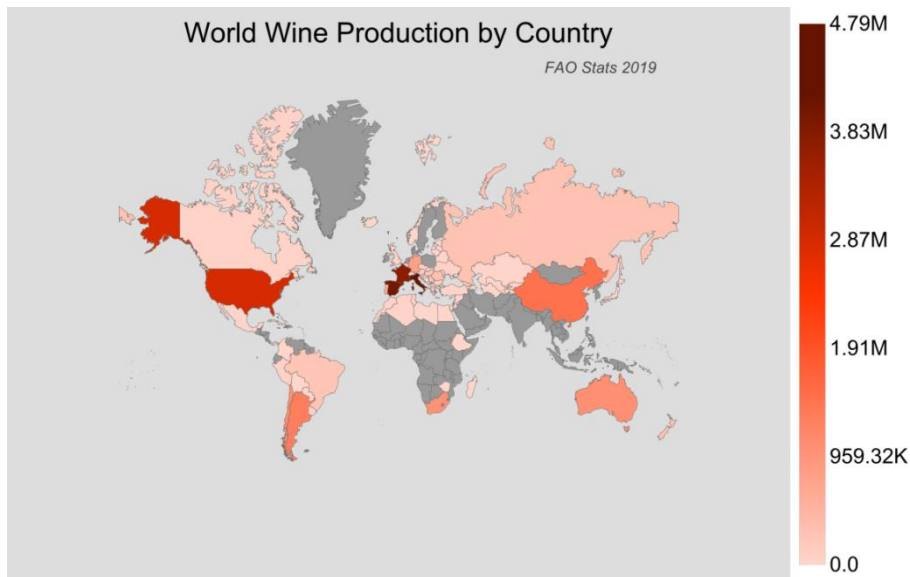 World Wine Production by Country
FAO Stats 2019
4.79M
3.83M
2.87M
1.91M
959.32K
0.0